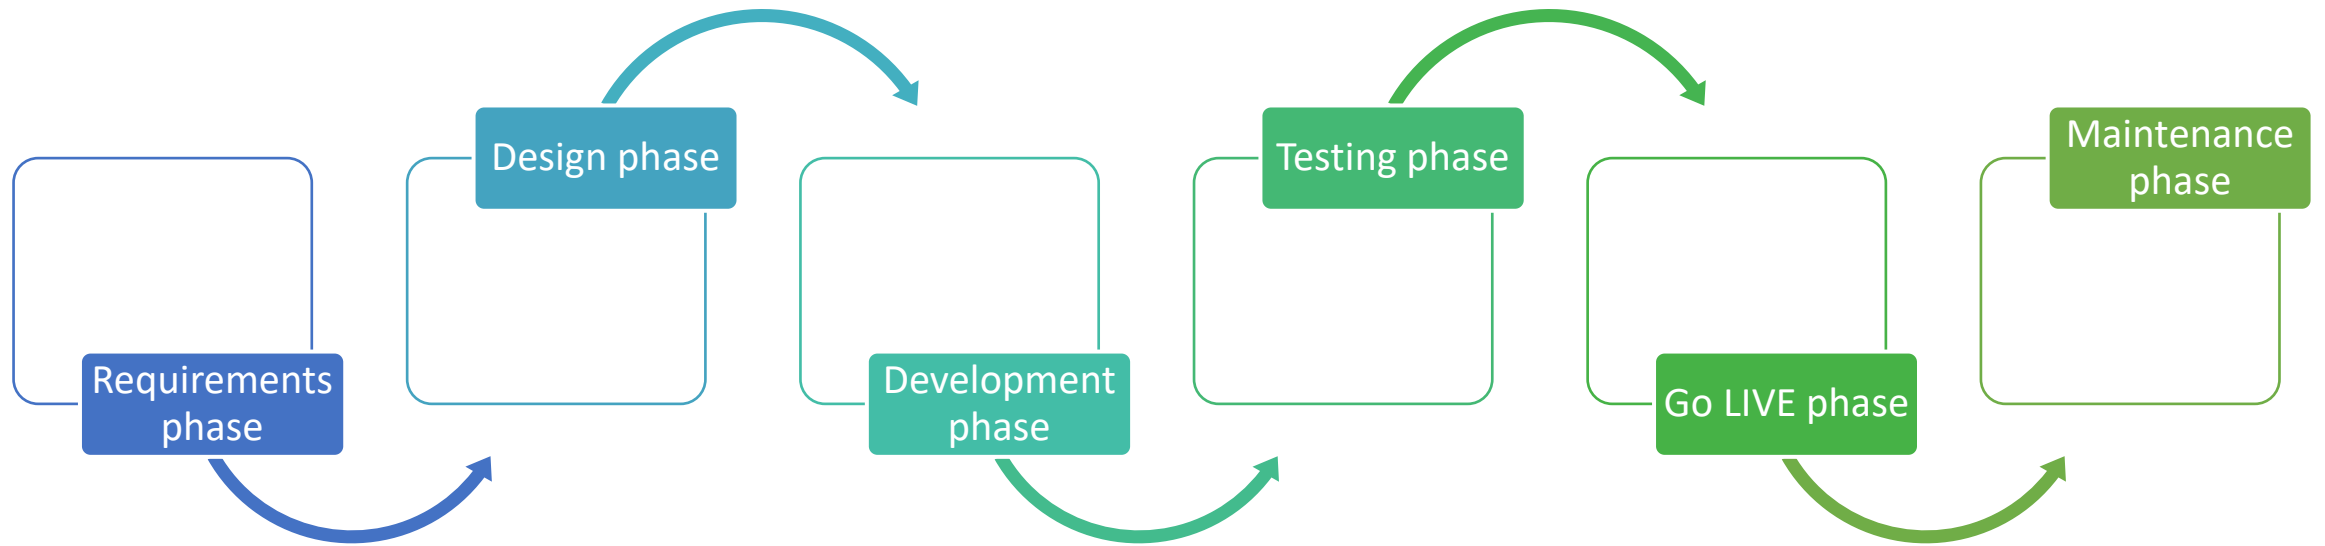 Requirements
phase
Design phase
Development
phase
Testing phase
Go LIVE phase
Maintenance
phase